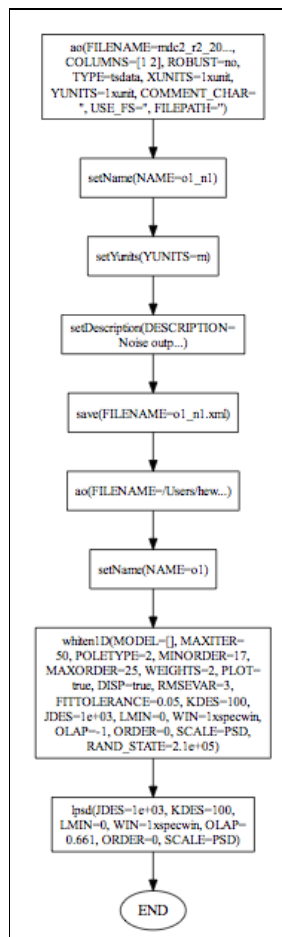 ao(FILENAME=mdc2_r2_20...,
COLUMNS=[1 2], ROBUST=no,
TYPE=tsdata, XUNITS=1xunit,
YUNITS=1xunit, COMMENT_CHAR=
'', USE_FS='', FILEPATH='')
setName(NAME=o1_n1)
setYunits(YUNITS=m)
setDescription(DESCRIPTION=
Noise outp...)
save(FILENAME=o1_n1.xml)
ao(FILENAME=/Users/hew...)
setName(NAME=o1)
whiten1D(MODEL=[], MAXITER=
50, POLETYPE=2, MINORDER=17,
MAXORDER=25, WEIGHTS=2, PLOT=
true, DISP=true, RMSEVAR=3,
FITTOLERANCE=0.05, KDES=100,
JDES=1e+03, LMIN=0, WIN=1xspecwin,
OLAP=-1, ORDER=0, SCALE=PSD,
RAND_STATE=2.1e+05)
lpsd(JDES=1e+03, KDES=100,
LMIN=0, WIN=1xspecwin, OLAP=
0.661, ORDER=0, SCALE=PSD)
END